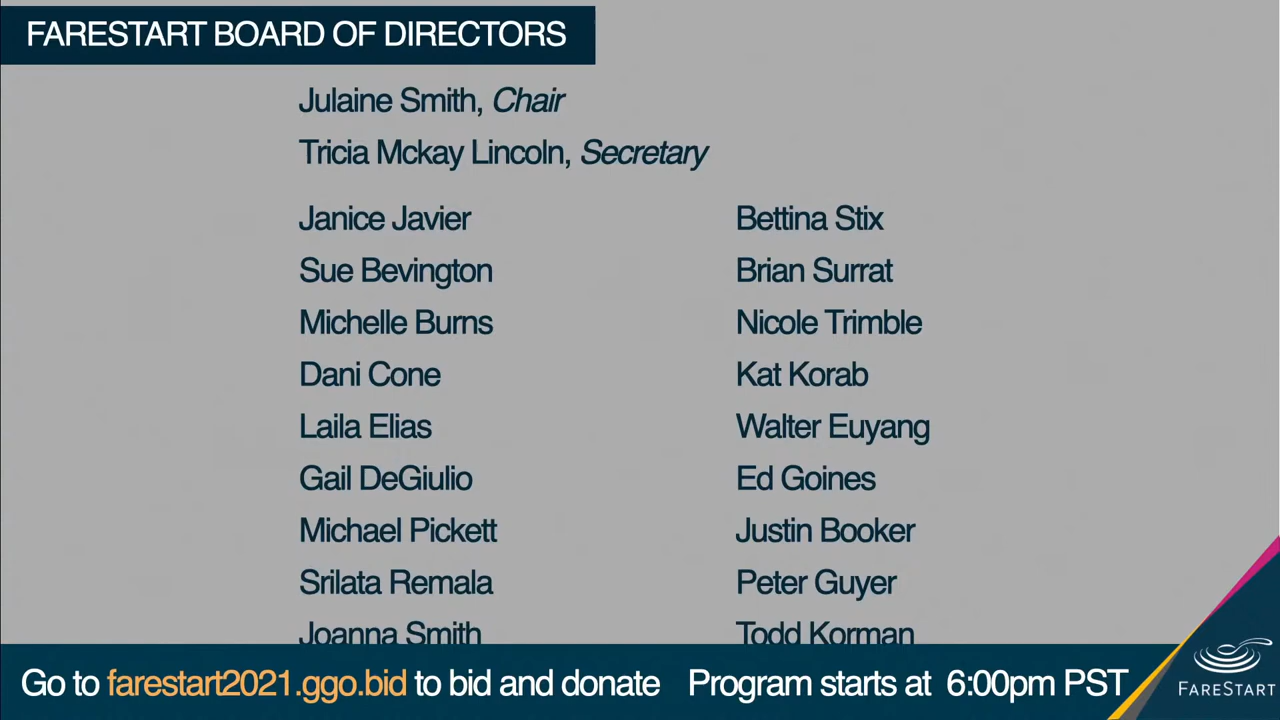 FARESTART BOARD OF DIRECTORS
Julaine Smith, Chair
Tricia Mckay Lincoln, Secretary
Janice Javier
Sue Bevington
Michelle Burns
Dani Cone
Laila Elias
Gail DeGiulio
Michael Pickett
Srilata Remala
Joanna Smith
Bettina Stix
Brian Surrat
Nicole Trimble
Kat Korab
Walter Euyang
Ed Goines
Justin Booker
Peter Guyer
Todd Korman
Go to farestart2021.ggo.bid to bid and donate Program starts at 6:00pm PST
FARESTART